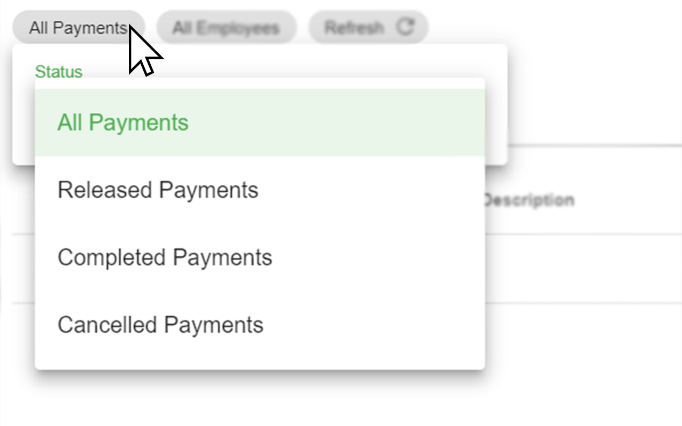 All Payments All Employees Refresh
Status
All Payments
Released Payments
Description
Completed Payments
Cancelled Payments